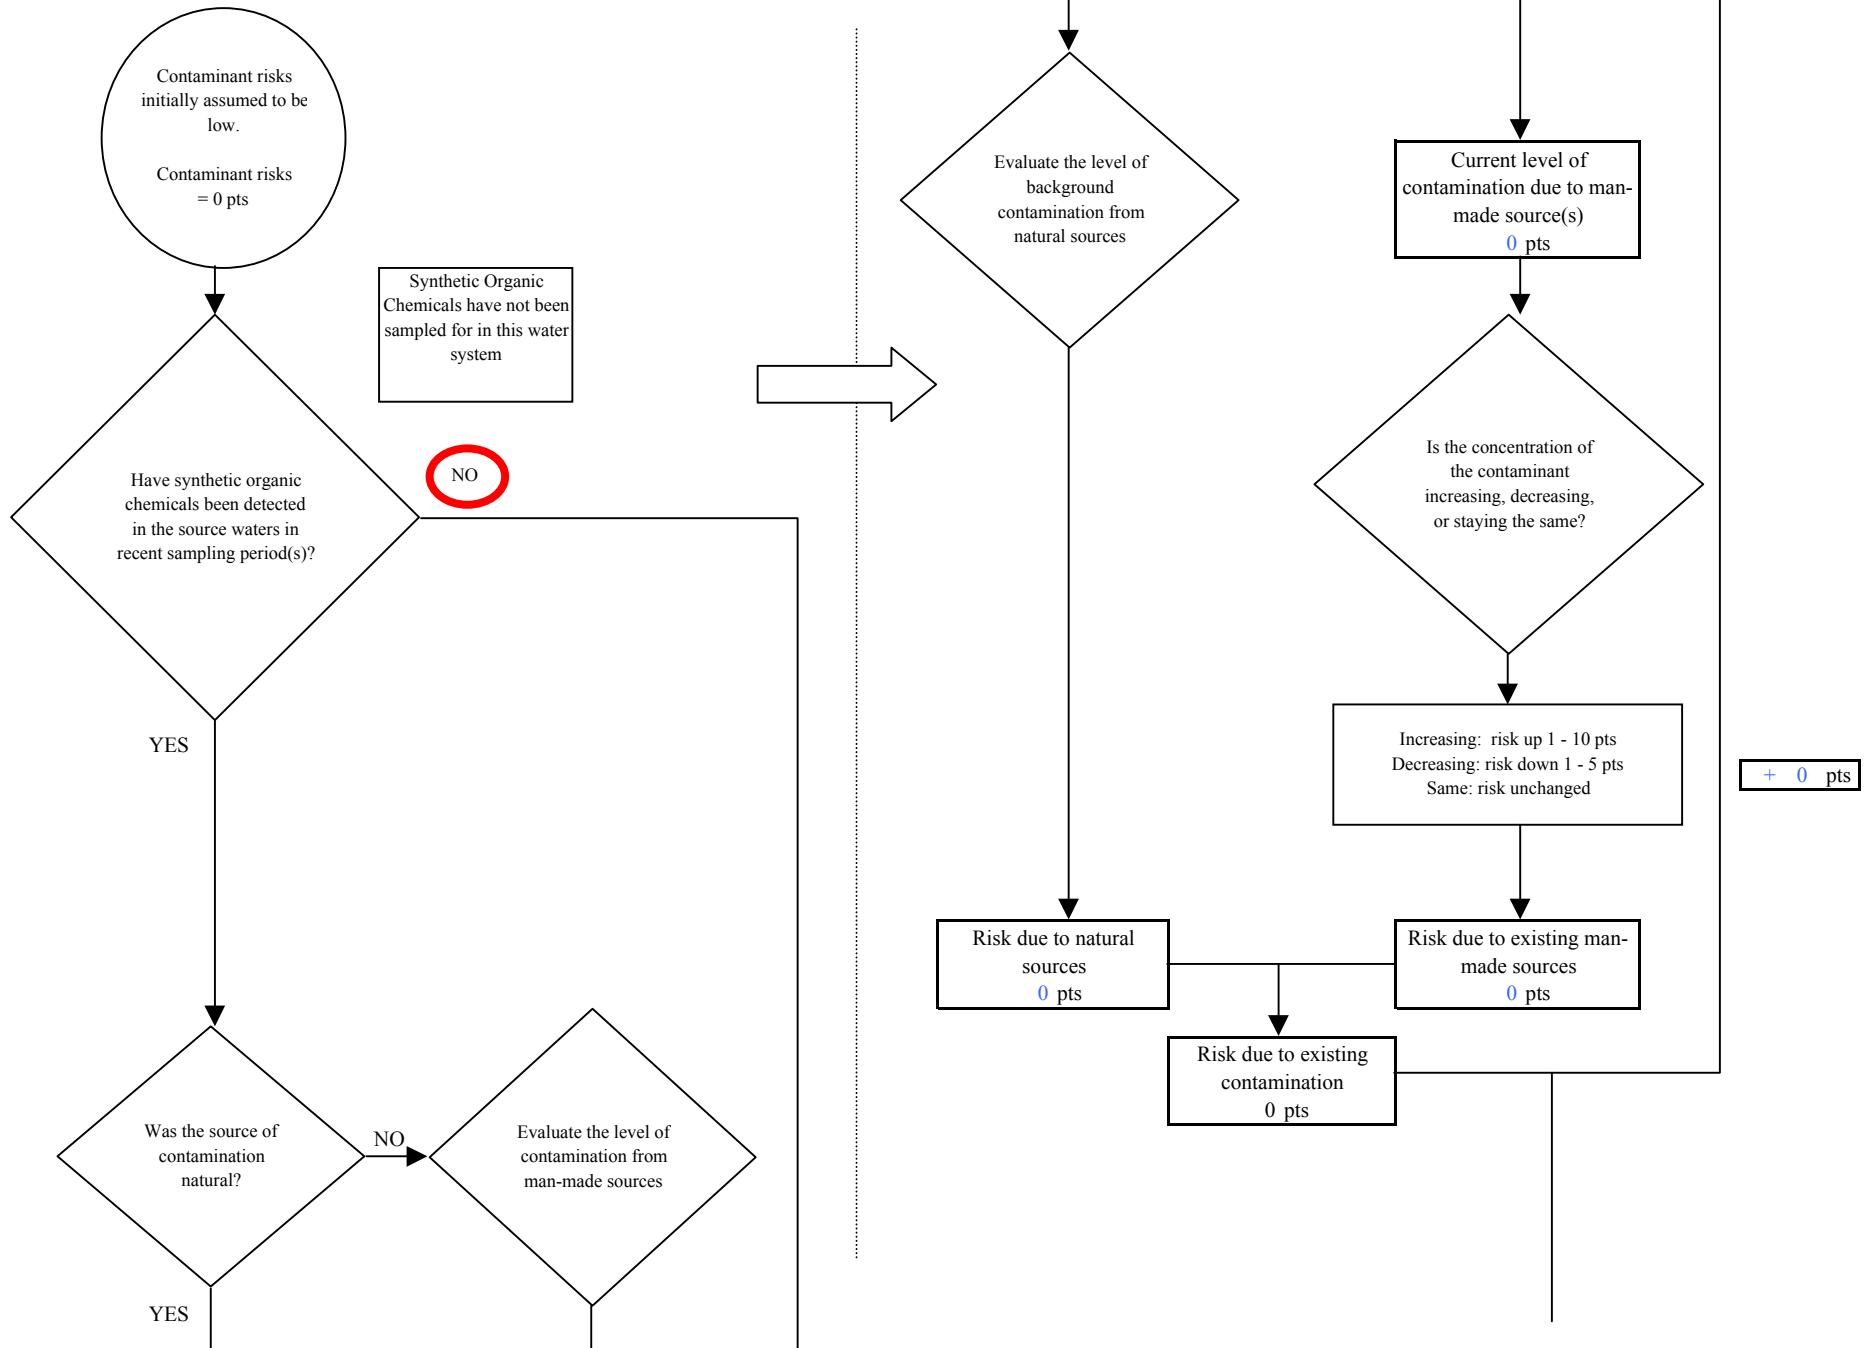 Contaminant risks
initially assumed to be
low.
Contaminant risks
= 0 pts
Synthetic Organic
Chemicals have not been
sampled for in this water
system
NO
Have synthetic organic
chemicals been detected
in the source waters in
recent sampling period(s)?
YES
Was the source of
contamination
natural?
NO
Evaluate the level of
contamination from
man-made sources
YES
Evaluate the level of
background
contamination from
natural sources
Current level of
contamination due to man-
made source(s)
0 pts
Is the concentration of
the contaminant
increasing, decreasing,
or staying the same?
Increasing: risk up 1 - 10 pts
Decreasing: risk down 1 - 5 pts
Same: risk unchanged
+ 0 pts
Risk due to natural
sources
0 pts
Risk due to existing man-
made sources
0 pts
Risk due to existing
contamination
0 pts